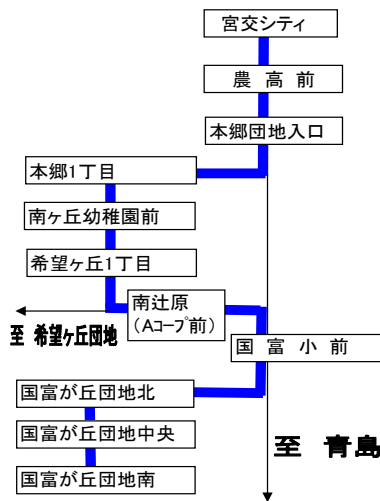 宮交シティ
農 高 前
本郷団地入口
本郷1丁目
南ヶ丘幼稚園前
希望ヶ丘1丁目
南辻原
(Aコープ前)
至 希望ヶ丘団地
国 富 小 前
国富が丘団地北
国富が丘団地中央
至 青島
国富が丘団地南